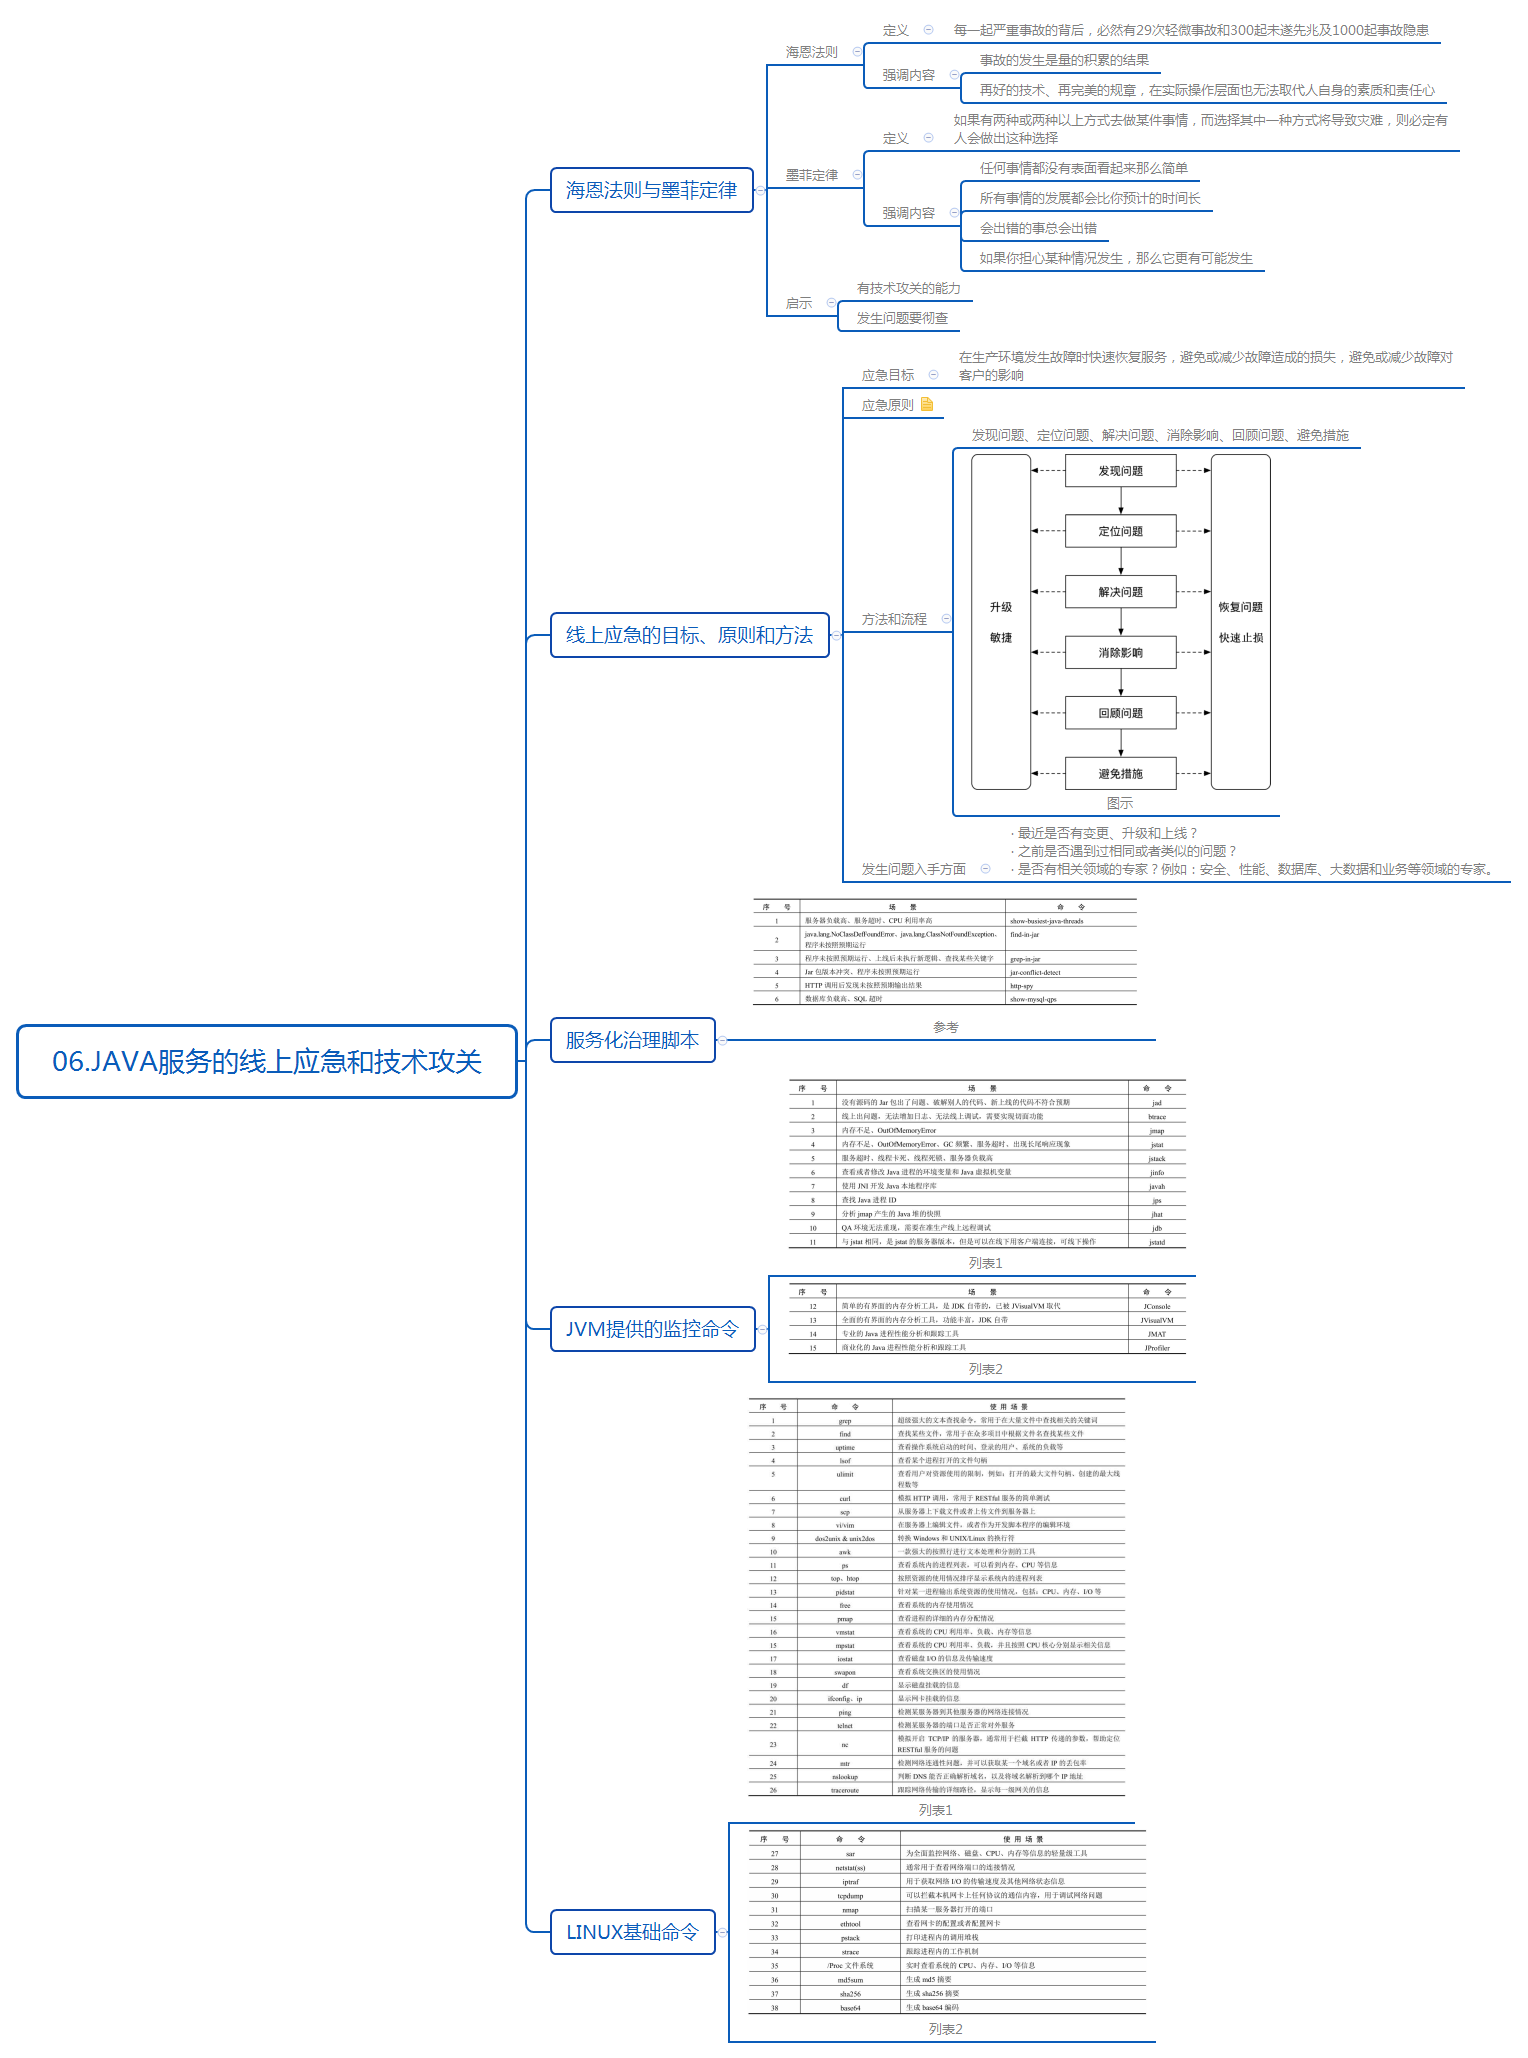 06.JAVA服务的线上应急和技术攻关
海恩法则与墨菲定律
海恩法则
定义
每一起严重事故的背后，必然有29次轻微事故和300起未遂先兆及1000起事故隐患
强调内容
事故的发生是量的积累的结果
再好的技术、再完美的规章，在实际操作层面也无法取代人自身的素质和责任心
墨菲定律
定义
如果有两种或两种以上方式去做某件事情，而选择其中一种方式将导致灾难，则必定有
人会做出这种选择
强调内容
任何事情都没有表面看起来那么简单
所有事情的发展都会比你预计的时间长
会出错的事总会出错
如果你担心某种情况发生，那么它更有可能发生
启示
有技术攻关的能力
发生问题要彻查
线上应急的目标、原则和方法
应急目标
在生产环境发生故障时快速恢复服务，避免或减少故障造成的损失，避免或减少故障对
客户的影响
应急原则
方法和流程
发现问题、定位问题、解决问题、消除影响、回顾问题、避免措施
升级
敏捷
发现问题
定位问题
解决问题
消除影响
回顾问题
避免措施
恢复问题
快速止损
图示
发生问题入手方面
· 最近是否有变更、升级和上线？
· 之前是否遇到过相同或者类似的问题？
· 是否有相关领域的专家？例如：安全、性能、数据库、大数据和业务等领域的专家。
服务化治理脚本
序 号 场 景 命 令
1 服务器负载高、服务超时、CPU 利用率高 show-busiest-java-threads
2 java.lang.NoClassDefFoundError、java.lang.ClassNotFoundException、 find-in-jar
程序未按照预期运行
3 程序未按照预期运行、上线后未执行新逻辑、查找某些关键字 grep-in-jar
4 Jar 包版本冲突、程序未按照预期运行 jar-conflict-detect
5 HTTP 调用后发现未按照预期输出结果 http-spy
6 数据库负载高、SQL 超时 show-mysql-qps
参考
JVM提供的监控命令
序 号 场 景 命 令
1 没有源码的 Jar 包出了问题、破解别人的代码、新上线的代码不符合预期 jad
2 线上出问题，无法增加日志、无法线上调试，需要实现切面功能 btrace
3 内存不足、OutOfMemoryError jmap
4 内存不足、OutOfMemoryError、GC 频繁、服务超时、出现长尾响应现象 jstat
5 服务超时、线程卡死、线程死锁、服务器负载高 jstack
6 查看或者修改 Java 进程的环境变量和 Java 虚拟机变量 jinfo
7 使用 JNI 开发 Java 本地程序库 javah
8 查找 Java 进程 ID jps
9 分析 jmap 产生的 Java 堆的快照 jhat
10 QA 环境无法重现，需要在准生产线上远程调试 jdb
11 与 jstat 相同，是 jstat 的服务器版本，但是可以在线下用客户端连接，可线下操作 jstatd
列表1
序 号 场 景 命 令
12 简单的有界面的内存分析工具，是 JDK 自带的，已被 JVisualVM 取代 JConsole
13 全面的有界面的内存分析工具，功能丰富，JDK 自带 JVisualVM
14 专业的 Java 进程性能分析和跟踪工具 JMAT
15 商业化的 Java 进程性能分析和跟踪工具 JProfiler
列表2
LINUX基础命令
序 号 命 令 使 用 场 景
1 grep 超级强大的文本查找命令，常用于在大量文件中查找相关的关键词
2 find 查找某些文件，常用于在众多项目中根据文件名查找某些文件
3 uptime 查看操作系统启动的时间、登录的用户、系统的负载等
4 lsof 查看某个进程打开的文件句柄
5 ulimit 查看用户对资源使用的限制，例如：打开的最大文件句柄、创建的最大线
程数等
6 curl 模拟 HTTP 调用，常用于 RESTful 服务的简单测试
7 scp 从服务器上下载文件或者上传文件到服务器上
8 vi/vim 在服务器上编辑文件，或者作为开发脚本程序的编辑环境
9 dos2unix & unix2dos 转换 Windows 和 UNIX/Linux 的换行符
10 awk 一款强大的按照行进行文本处理和分割的工具
11 ps 查看系统内的进程列表，可以看到内存、CPU 等信息
12 top、htop 按照资源的使用情况排序显示系统内的进程列表
13 pidstat 针对某一进程输出系统资源的使用情况，包括：CPU、内存、I/O 等
14 free 查看系统的内存使用情况
15 pmap 查看进程的详细的内存分配情况
16 vmstat 查看系统的 CPU 利用率、负载、内存等信息
15 mpstat 查看系统的 CPU 利用率、负载，并且按照 CPU 核心分别显示相关信息
17 iostat 查看磁盘 I/O 的信息及传输速度
18 swapon 查看系统交换区的使用情况
19 df 显示磁盘挂载的信息
20 ifconfig、ip 显示网卡挂载的信息
21 ping 检测某服务器到其他服务器的网络连接情况
22 telnet 检测某服务器的端口是否正常对外服务
23 nc 模拟开启 TCP/IP 的服务器，通常用于拦截 HTTP 传递的参数，帮助定位
RESTful 服务的问题
24 mtr 检测网络连通性问题，并可以获取某一个域名或者 IP 的丢包率
25 nslookup 判断 DNS 能否正确解析域名，以及将域名解析到哪个 IP 地址
26 traceroute 跟踪网络传输的详细路径，显示每一级网关的信息
列表1
序 号 命 令 使 用 场 景
27 sar 为全面监控网络、磁盘、CPU、内存等信息的轻量级工具
28 netstat(ss) 通常用于查看网络端口的连接情况
29 iptraf 用于获取网络 I/O 的传输速度及其他网络状态信息
30 tcpdump 可以拦截本机网卡上任何协议的通信内容，用于调试网络问题
31 nmap 扫描某一服务器打开的端口
32 ethtool 查看网卡的配置或者配置网卡
33 pstack 打印进程内的调用堆栈
34 strace 跟踪进程内的工作机制
35 /Proc 文件系统 实时查看系统的 CPU、内存、I/O 等信息
36 md5sum 生成 md5 摘要
37 sha256 生成 sha256 摘要
38 base64 生成 base64 编码
列表2